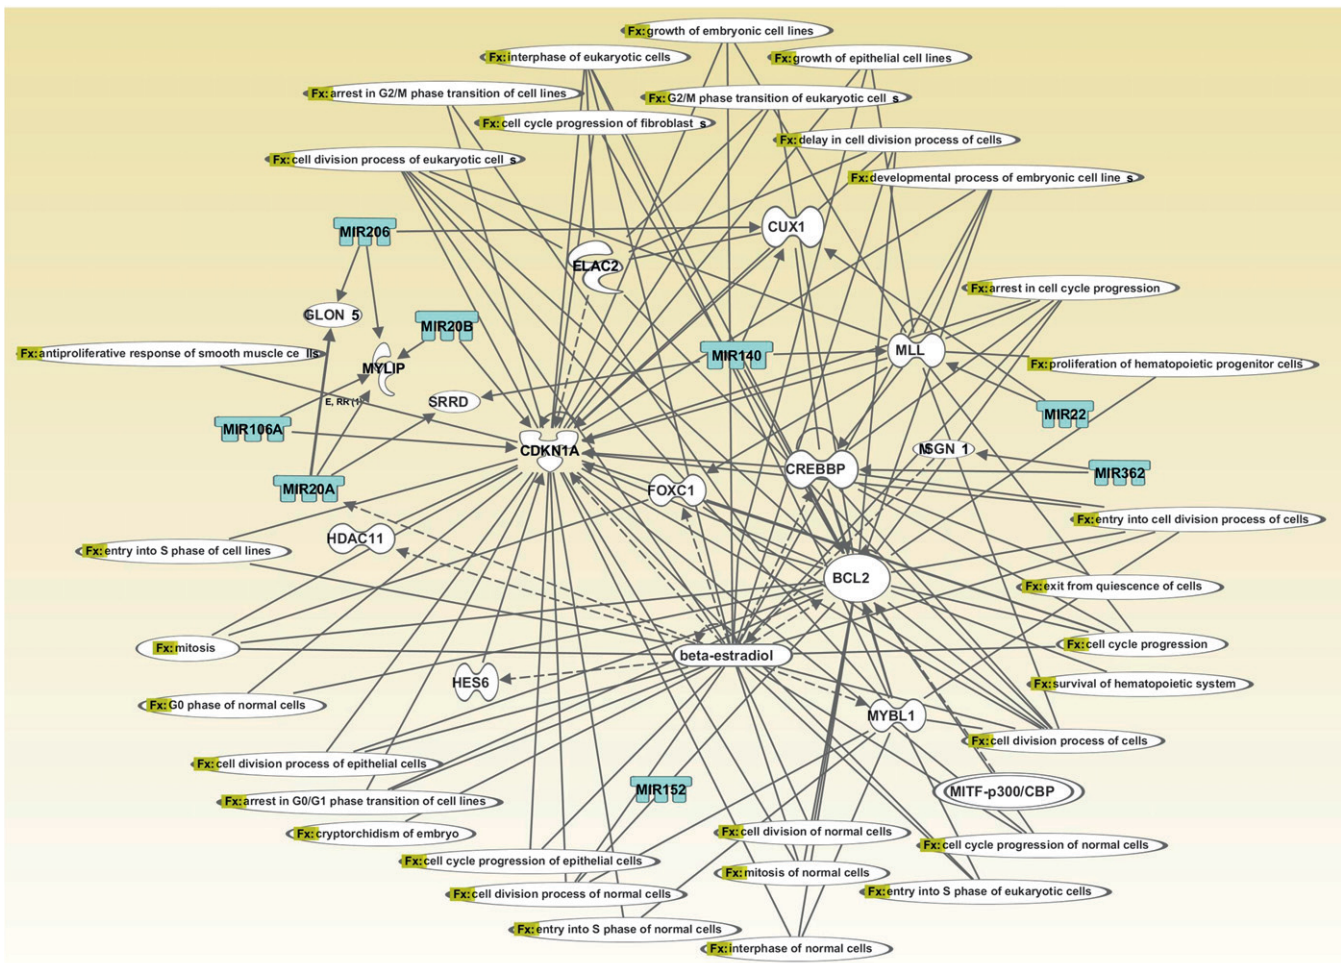 Fx: growth of embryonic cell lines
Fx: interphase of eukaryotic cells
Fx: growth of epithelial cell lines
Fx: arrest in G2/M phase transition of cell lines
Fx: G2/M phase transition of eukaryotic cell s
Fx: cell cycle progression of fibroblast s
Fx: delay in cell division process of cells
Fx: cell division process of eukaryotic cell s
Fx: developmental process of embryonic cell line s
MIR206
CUX1
ELAC2
Fx: arrest in cell cycle progression
GLON 5
MIR20B
Fx: antiproliferative response of smooth muscle ce lls
MIR140
MLL
MYLIP
Fx: proliferation of hematopoietic progenitor cells
E, RR (1)
SRRD
MIR22
MIR106A
CDKN1A
MSGN 1
CREBBP
MIR362
MIR20A
FOXC1
Fx: entry into cell division process of cells
HDAC11
Fx: entry into S phase of cell lines
BCL2
Fx: exit from quiescence of cells
Fx: mitosis
beta-estradiol
Fx: cell cycle progression
HES6
Fx: survival of hematopoietic system
Fx: G0 phase of normal cells
MYBL1
Fx: cell division process of cells
Fx: cell division process of epithelial cells
MIR152
MITF-p300/CBP
Fx: arrest in G0/G1 phase transition of cell lines
Fx: cryptorchidism of embryo
Fx: cell division of normal cells
Fx: cell cycle progression of normal cells
Fx: cell cycle progression of epithelial cells
Fx: mitosis of normal cells
Fx: cell division process of normal cells
Fx: entry into S phase of eukaryotic cells
Fx: entry into S phase of normal cells
Fx: interphase of normal cells